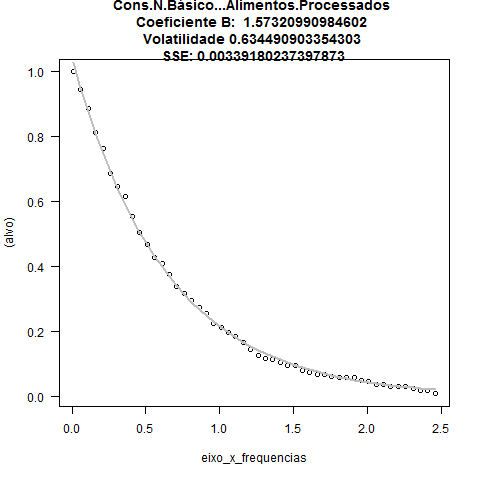 Cons.N.Básico...Alimentos.Processados
Coeficiente B:  1.57320990984602
Volatilidade 0.634490903354303
SSE: 0.00339180237397873
1.0
0.8
0.6
0.4
0.2
0.0
(alvo)
0.0 0.5 1.0 1.5 2.0 2.5
eixo_x_frequencias